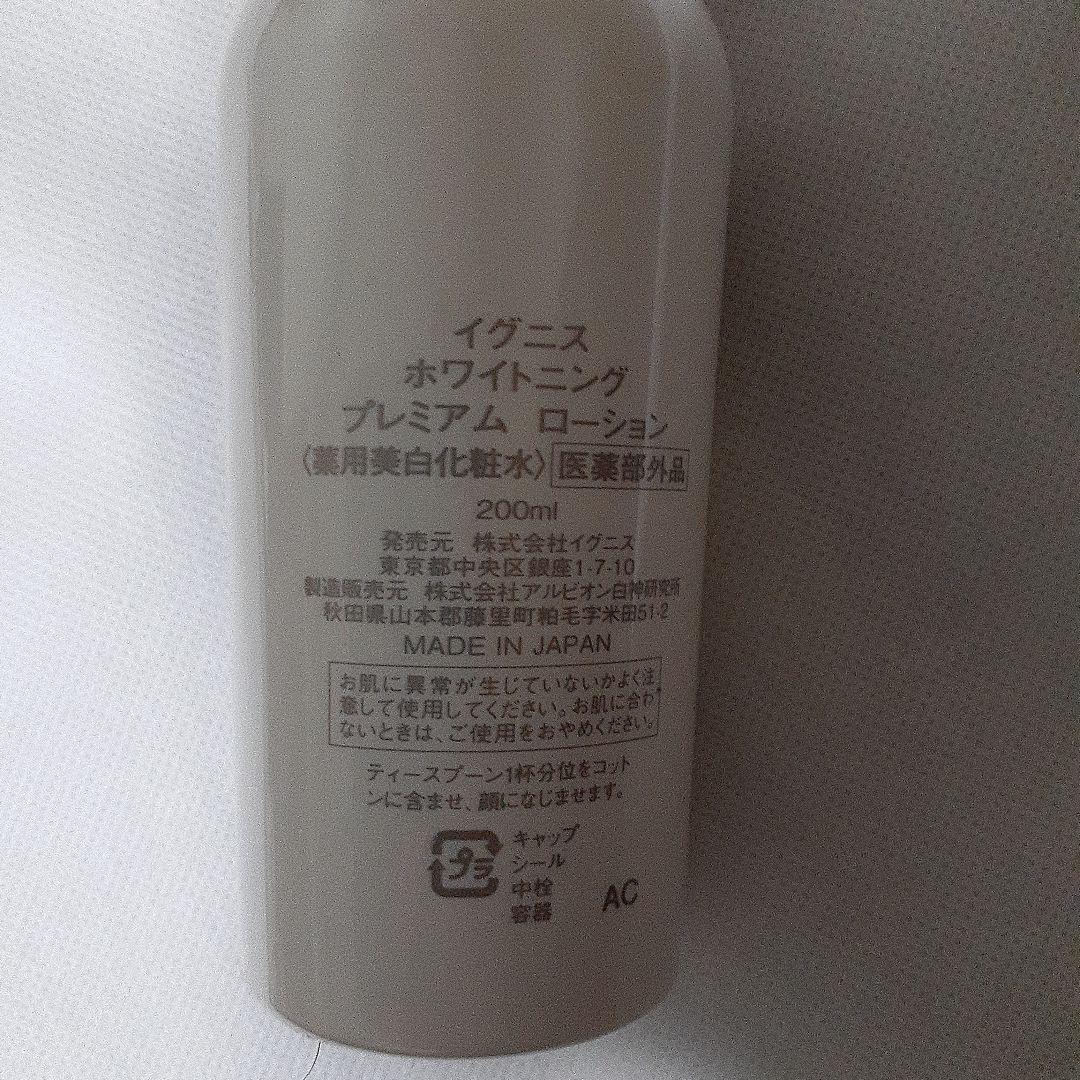 イグニス
ホワイトニング
プレミアム ローション
〈薬用美白化粧水〉 医薬部外品
200ml
発売元 株式会社イグニス
東京都中央区銀座1-7-10
製造販売元 株式会社アルビオン白神研究所
秋田県山本郡藤里町粕毛字米田51-2
MADE IN JAPAN
お肌に異常が生じていないかよく注
意して使用してください。お肌に合わ
ないときは、ご使用をおやめください。
ティースプーン1杯分位をコット
ンに含ませ、顔になじませます。
プラ
キャップ
シール
中栓
容器
AC